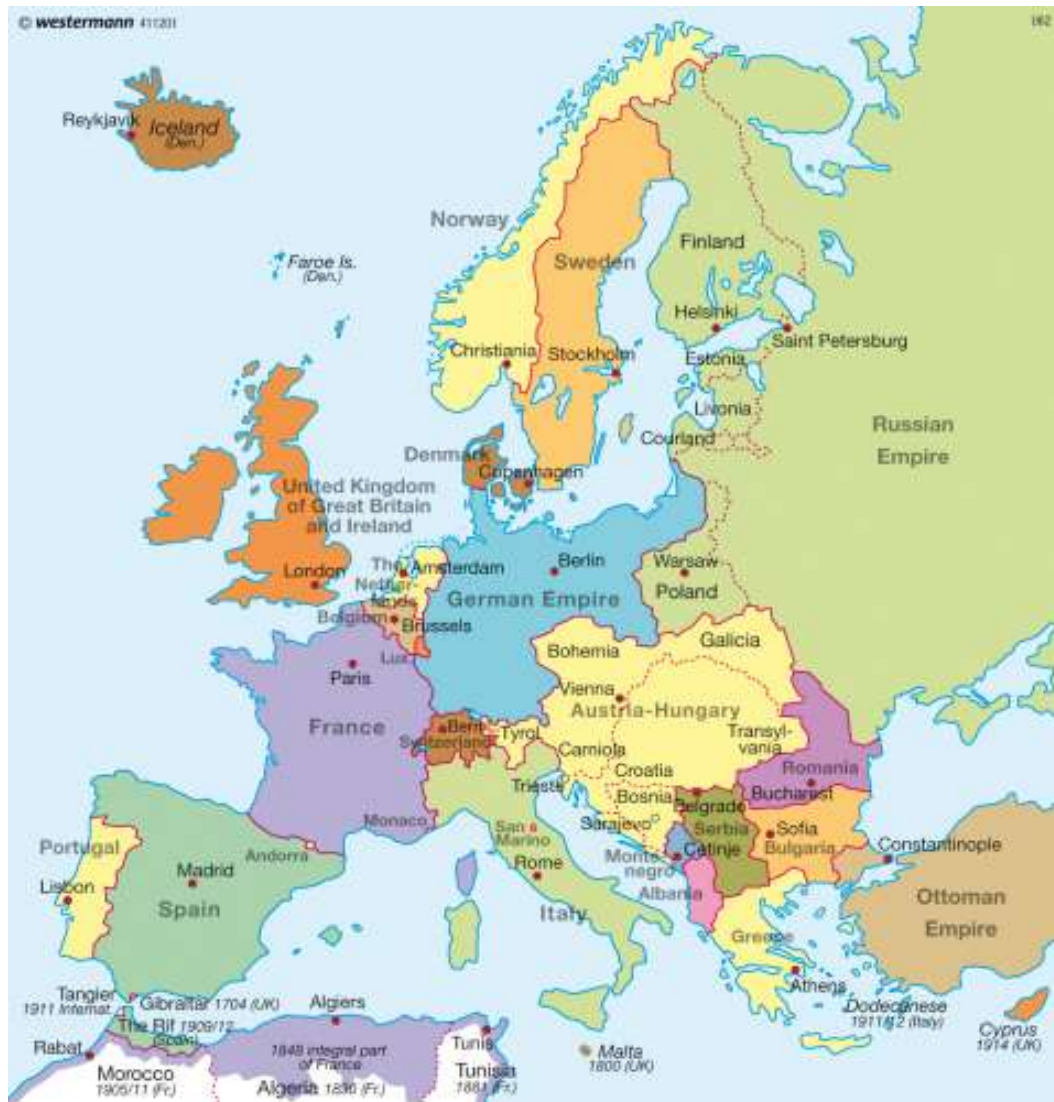 © westermann 41120J
Reykjavik
Iceland
(Den.)
Norway
Faroe Is.
(Den.)
Sweden
Finland
Helsinki
Saint Petersburg
Christiania
Stockholm
Estonia
Livonia
Courland
Russian
Empire
Denmark
Copenhagen
United Kingdom
of Great Britain
and Ireland
London
The
Nether-
lands
Amsterdam
Berlin
Warsaw
Poland
German Empire
Belgium
Brussels
Lux.
Paris
France
Bohemia
Galicia
Vienna
Austria-Hungary
Bern
Switzerland
Tyrol
Carniola
Transyl-
vania
Trieste
Croatia
Romania
Bucharest
Bosnia
Belgrade
Sarajevo
Serbia
Monaco
San
Marino
Sofia
Bulgaria
Monte-
negro
Cetinje
Constantinople
Portugal
Andorra
Lisbon
Madrid
Spain
Rome
Italy
Albania
Ottoman
Empire
Greece
Athens
Tangier
1911 Internat.
Gibraltar 1704 (UK)
The Rif 1909/12
(Spain)
Rabat
Morocco
1905/11 (Fr.)
Algiers
1848 integral part
of France
Algeria 1830 (Fr.)
Tunis
Tunisia
1881 (Fr.)
Malta
1800 (UK)
Dodecanese
1911/12 (Italy)
Cyprus
1914 (UK)